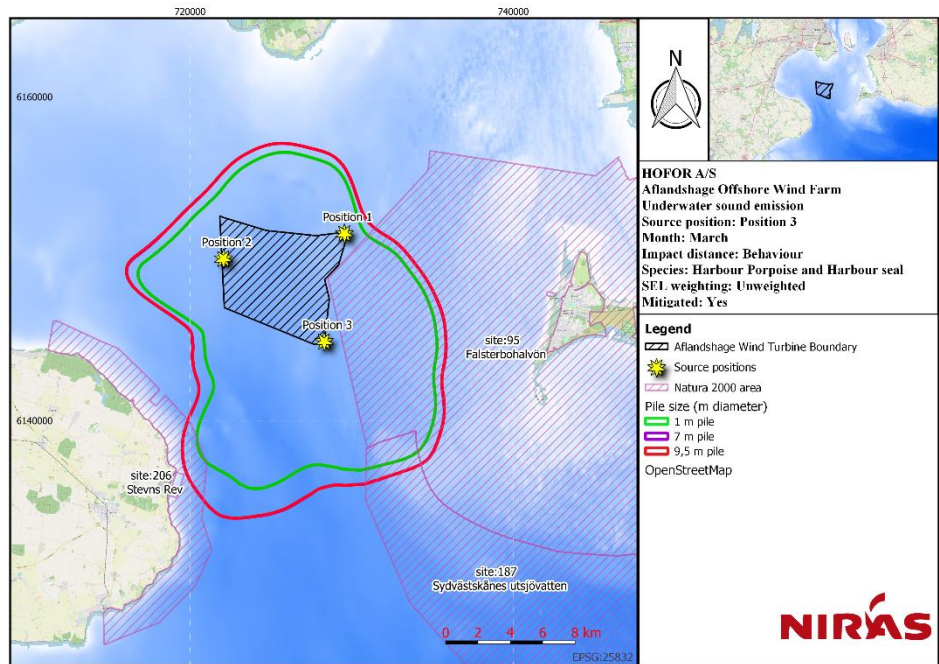 720000
740000
6160000
6140000
Position 1
Position 2
Position 3
site:95
Falsterbohalvön
site:206
Stevns Rev
site:187
Sydvästskånes utsjövatten
0 2 4 6 8 km
EPSG:25832
N
HOFOR A/S
Aflandshage Offshore Wind Farm
Underwater sound emission
Source position: Position 3
Month: March
Impact distance: Behaviour
Species: Harbour Porpoise and Harbour seal
SEL weighting: Unweighted
Mitigated: Yes
Legend
Aflandshage Wind Turbine Boundary
Source positions
Natura 2000 area
Pile size (m diameter)
1 m pile
7 m pile
9,5 m pile
OpenStreetMap
NIRAS